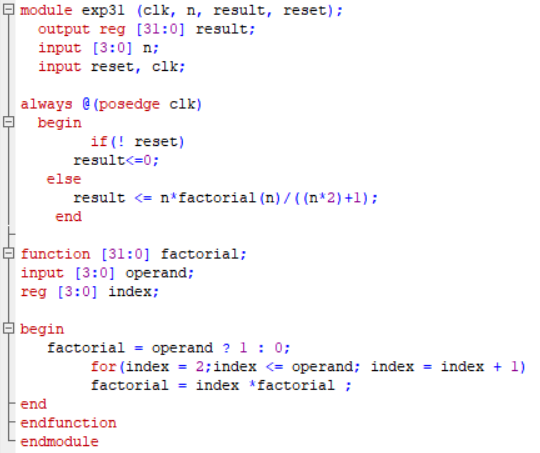 module exp31 (clk, n, result, reset);
output reg [31:0] result;
input [3:0] n;
input reset, clk;
always @(posedge clk)
begin
if(! reset)
result<=0;
else
result <= n*factorial(n)/((n*2)+1);
end
function [31:0] factorial;
input [3:0] operand;
reg [3:0] index;
begin
factorial = operand ? 1 : 0;
for(index = 2;index <= operand; index = index + 1)
factorial = index *factorial ;
end
endfunction
endmodule